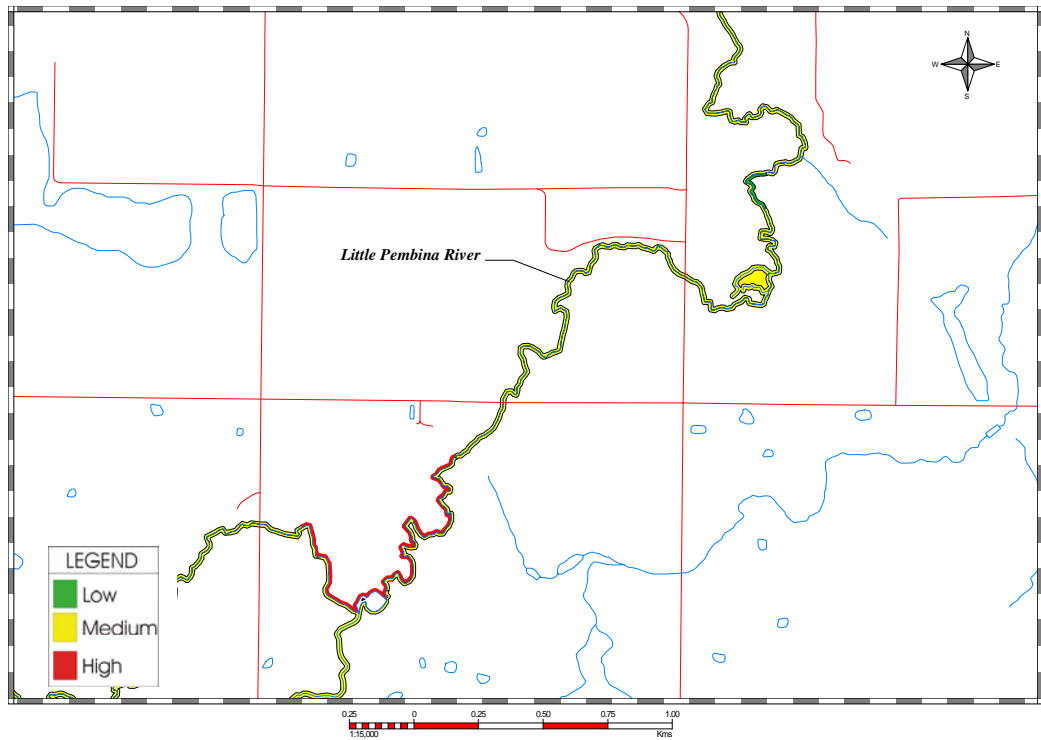 N
W E
S
Little Pembina River
LEGEND
Low
Medium
High
0.25 0 0.25 0.50 0.75 1.00
1:15,000 Kms